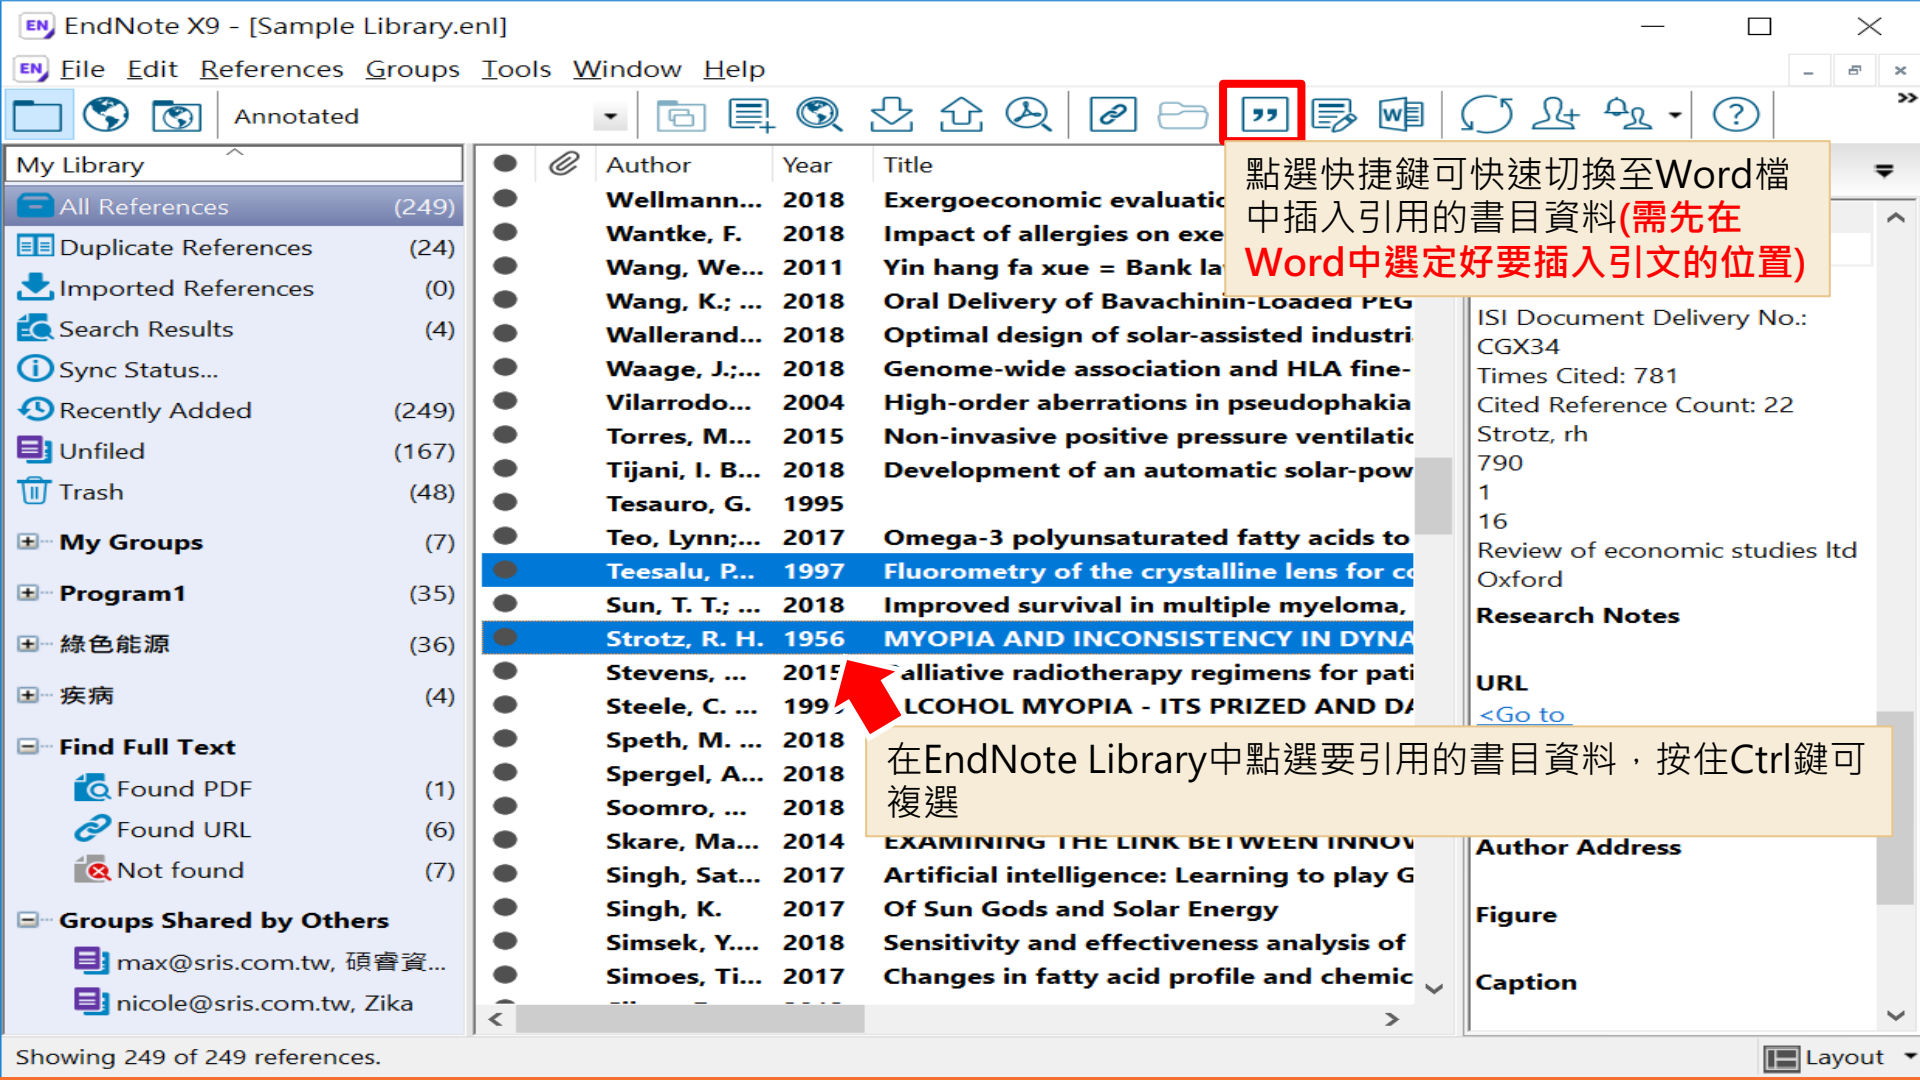 EN EndNote X9 - [Sample Library.enl]
EN File Edit References Groups Tools Window Help
Annotated
My Library
All References (249)
Duplicate References (24)
Imported References (0)
Search Results (4)
Sync Status...
Recently Added (249)
Unfiled (167)
Trash (48)
My Groups (7)
Program1 (35)
綠色能源 (36)
疾病 (4)
Find Full Text
Found PDF (1)
Found URL (6)
Not found (7)
Groups Shared by Others
max@sris.com.tw, 碩睿資...
nicole@sris.com.tw, Zika
Author Year Title
Wellmann... 2018 Exergoeconomic
Wantke, F. 2018 Impact of allergies on
Wang, We... 2011 Yin hang fa xue = Bank
Wang, K.; ... 2018 Oral Delivery of Bavachinin-Loaded PEG
Wallerand... 2018 Optimal design of solar-assisted industri
Waage, J.;... 2018 Genome-wide association and HLA fine-
Vilarrodo... 2004 High-order aberrations in pseudophakia
Torres, M... 2015 Non-invasive positive pressure ventilatic
Tijani, I. B... 2018 Development of an automatic solar-pow
Tesauro, G. 1995
Teo, Lynn;... 2017 Omega-3 polyunsaturated fatty acids to
Teesalu, P... 1997 Fluorometry of the crystalline lens for co
Sun, T. T.; ... 2018 Improved survival in multiple myeloma,
Strotz, R. H. 1956 MYOPIA AND INCONSISTENCY IN DYNA
Stevens, ... 2015 alliative radiotherapy regimens for pati
Steele, C. ... 199 LCOHOL MYOPIA - ITS PRIZED AND DA
Speth, M. ... 2018
Spergel, A... 2018
Soomro, ... 2018
Skare, Ma... 2014 EXAMINING THE LINK BETWEEN INNOV
Singh, Sat... 2017 Artificial intelligence: Learning to play G
Singh, K. 2017 Of Sun Gods and Solar Energy
Simsek, Y.... 2018 Sensitivity and effectiveness analysis of
Simoes, Ti... 2017 Changes in fatty acid profile and chemic
點選快捷鍵可快速切換至Word檔
中插入引用的書目資料(需先在
Word中選定好要插入引文的位置)
ISI Document Delivery No.:
CGX34
Times Cited: 781
Cited Reference Count: 22
Strotz, rh
790
1
16
Review of economic studies ltd
Oxford
Research Notes
URL
<Go to
在EndNote Library中點選要引用的書目資料，按住Ctrl鍵可
複選
Author Address
Figure
Caption
Showing 249 of 249 references.
Layout